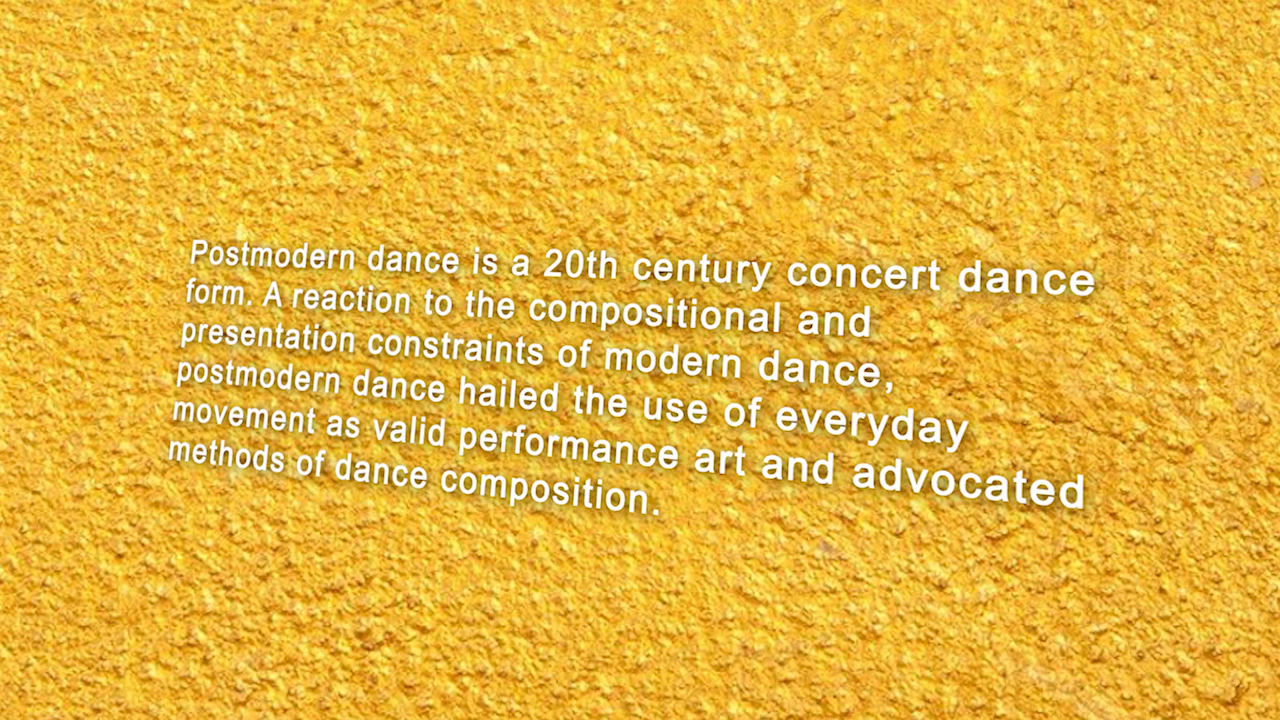 Postmodern dance is a 20th century concert dance
form. A reaction to the compositional and
presentation constraints of modern dance,
postmodern dance hailed the use of everyday
movement as valid performance art and advocated
methods of dance composition.